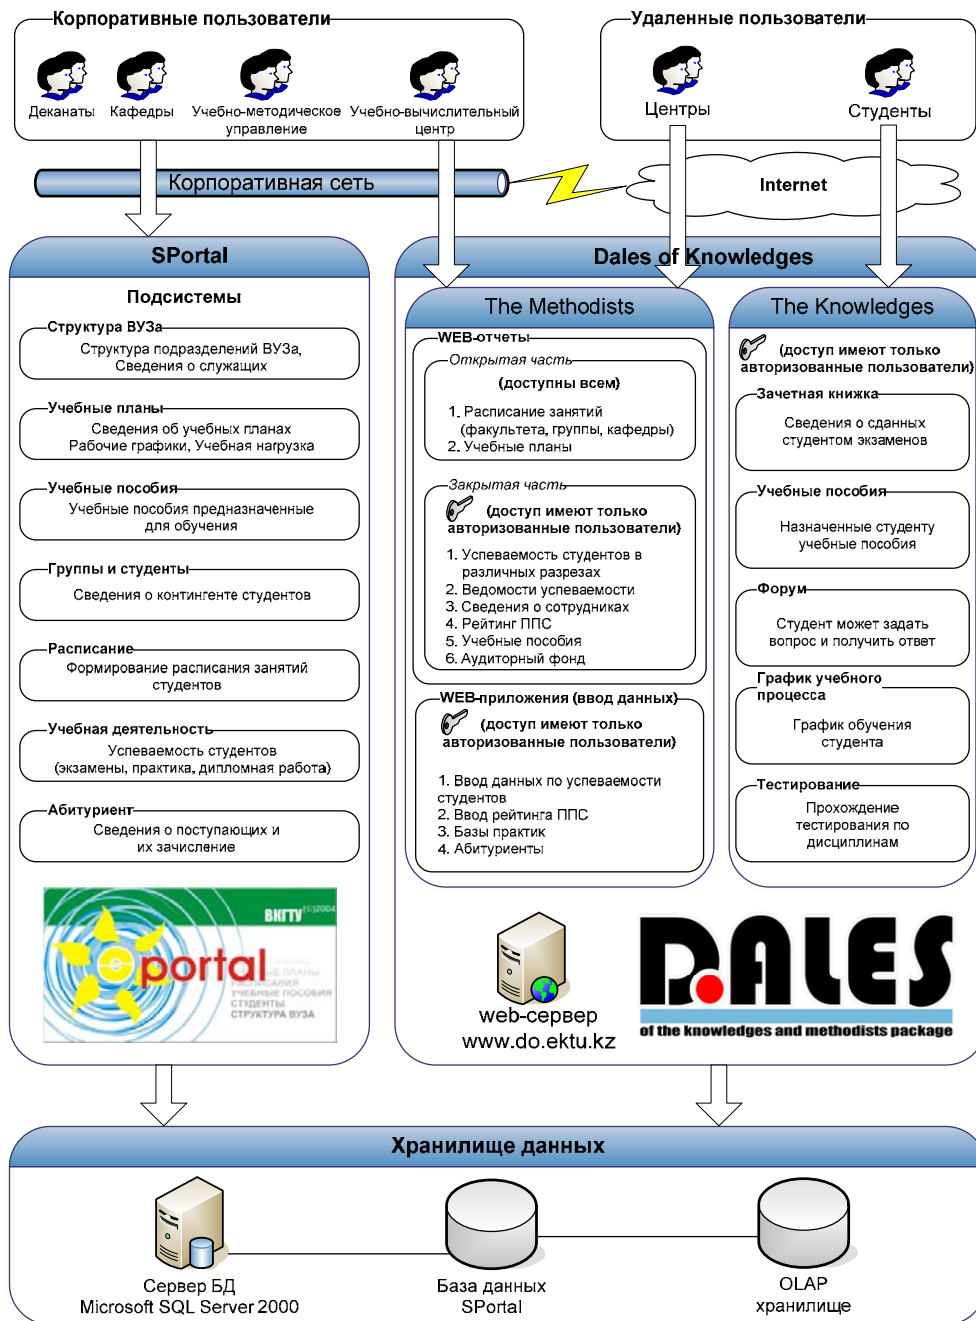 Корпоративные пользователи
Деканаты
Кафедры
Учебно-методическое
управление
Учебно-вычислительный
центр
Удаленные пользователи
Центры
Студенты
Корпоративная сеть
Internet
SPortal
Подсистемы
Структура ВУЗа
Структура подразделений ВУЗа,
Сведения о служащих
Учебные планы
Сведения об учебных планах
Рабочие графики, Учебная нагрузка
Учебные пособия
Учебные пособия предназначенные
для обучения
Группы и студенты
Сведения о контингенте студентов
Расписание
Формирование расписания занятий
студентов
Учебная деятельность
Успеваемость студентов
(экзамены, практика, дипломная работа)
Абитуриент
Сведения о поступающих и
их зачисление
ВКГТУ (c)2004
Sportal
РАСПИСАНИЯ
УЧЕБНЫЕ ПОСОБИЯ
СТУДЕНТЫ
СТРУКТУРА ВУЗА
Dales of Knowledges
The Methodists
WEB-отчеты
Открытая часть
(доступны всем)
1. Расписание занятий
(факультета, группы, кафедры)
2. Учебные планы
Закрытая часть
(доступ имеют только
авторизованные пользователи)
1. Успеваемость студентов в
различных разрезах
2. Ведомости успеваемости
3. Сведения о сотрудниках
4. Рейтинг ППС
5. Учебные пособия
6. Аудиторный фонд
WEB-приложения (ввод данных)
(доступ имеют только
авторизованные пользователи)
1. Ввод данных по успеваемости
студентов
2. Ввод рейтинга ППС
3. Базы практик
4. Абитуриенты
The Knowledges
(доступ имеют только
авторизованные пользователи)
Зачетная книжка
Сведения о сданных
студентом экзаменов
Учебные пособия
Назначенные студенту
учебные пособия
Форум
Студент может задать
вопрос и получить ответ
График учебного
процесса
График обучения
студента
Тестирование
Прохождение
тестирования по
дисциплинам
web-сервер
www.do.ektu.kz
DALES
of the knowledges and methodists package
Хранилище данных
Сервер БД
Microsoft SQL Server 2000
База данных
SPortal
OLAP
хранилище